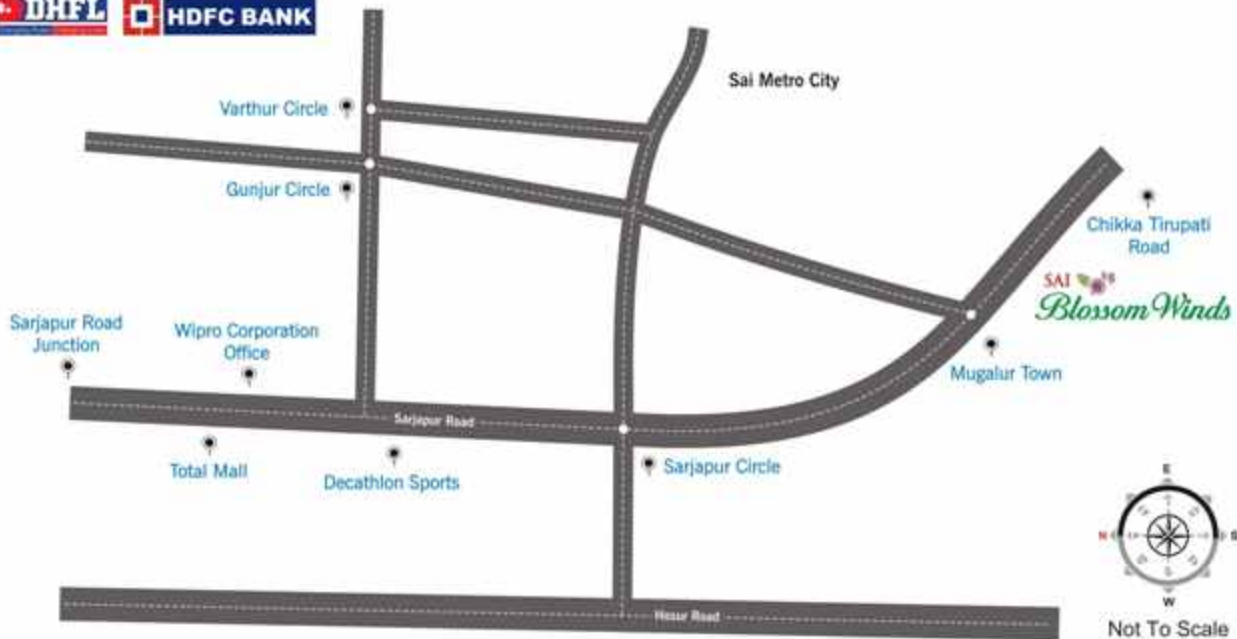 DHFL
HDFC BANK
Sai Metro City
Varthur Circle
Gunjur Circle
Chikka Tirupati
Road
SAI
Blossom Winds
Sarjapur Road
Junction
Wipro Corporation
Office
Mugalur Town
Sarjapur Road
Total Mall
Decathlon Sports
Sarjapur Circle
E
N
S
W
Hosur Road
Not To Scale